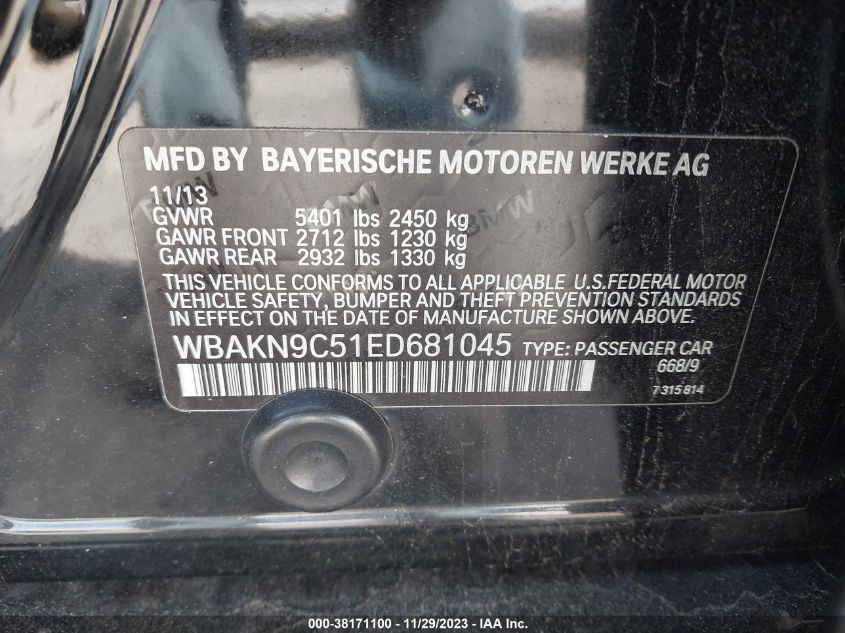 MFD BY BAYERISCHE MOTOREN WERKE AG
11/13
GVWR 5401 lbs 2450 kg
GAWR FRONT 2712 lbs 1230 kg
GAWR REAR 2932 lbs 1330 kg
THIS VEHICLE CONFORMS TO ALL APPLICABLE U.S.FEDERAL MOTOR
VEHICLE SAFETY, BUMPER AND THEFT PREVENTION STANDARDS
IN EFFECT ON THE DATE OF MANUFACTURE SHOWN ABOVE.
WBAKN9C51ED681045 TYPE: PASSENGER CAR
668/9
7 315 814
BMW
BMW
000-38171100 - 11/29/2023 - IAA Inc.